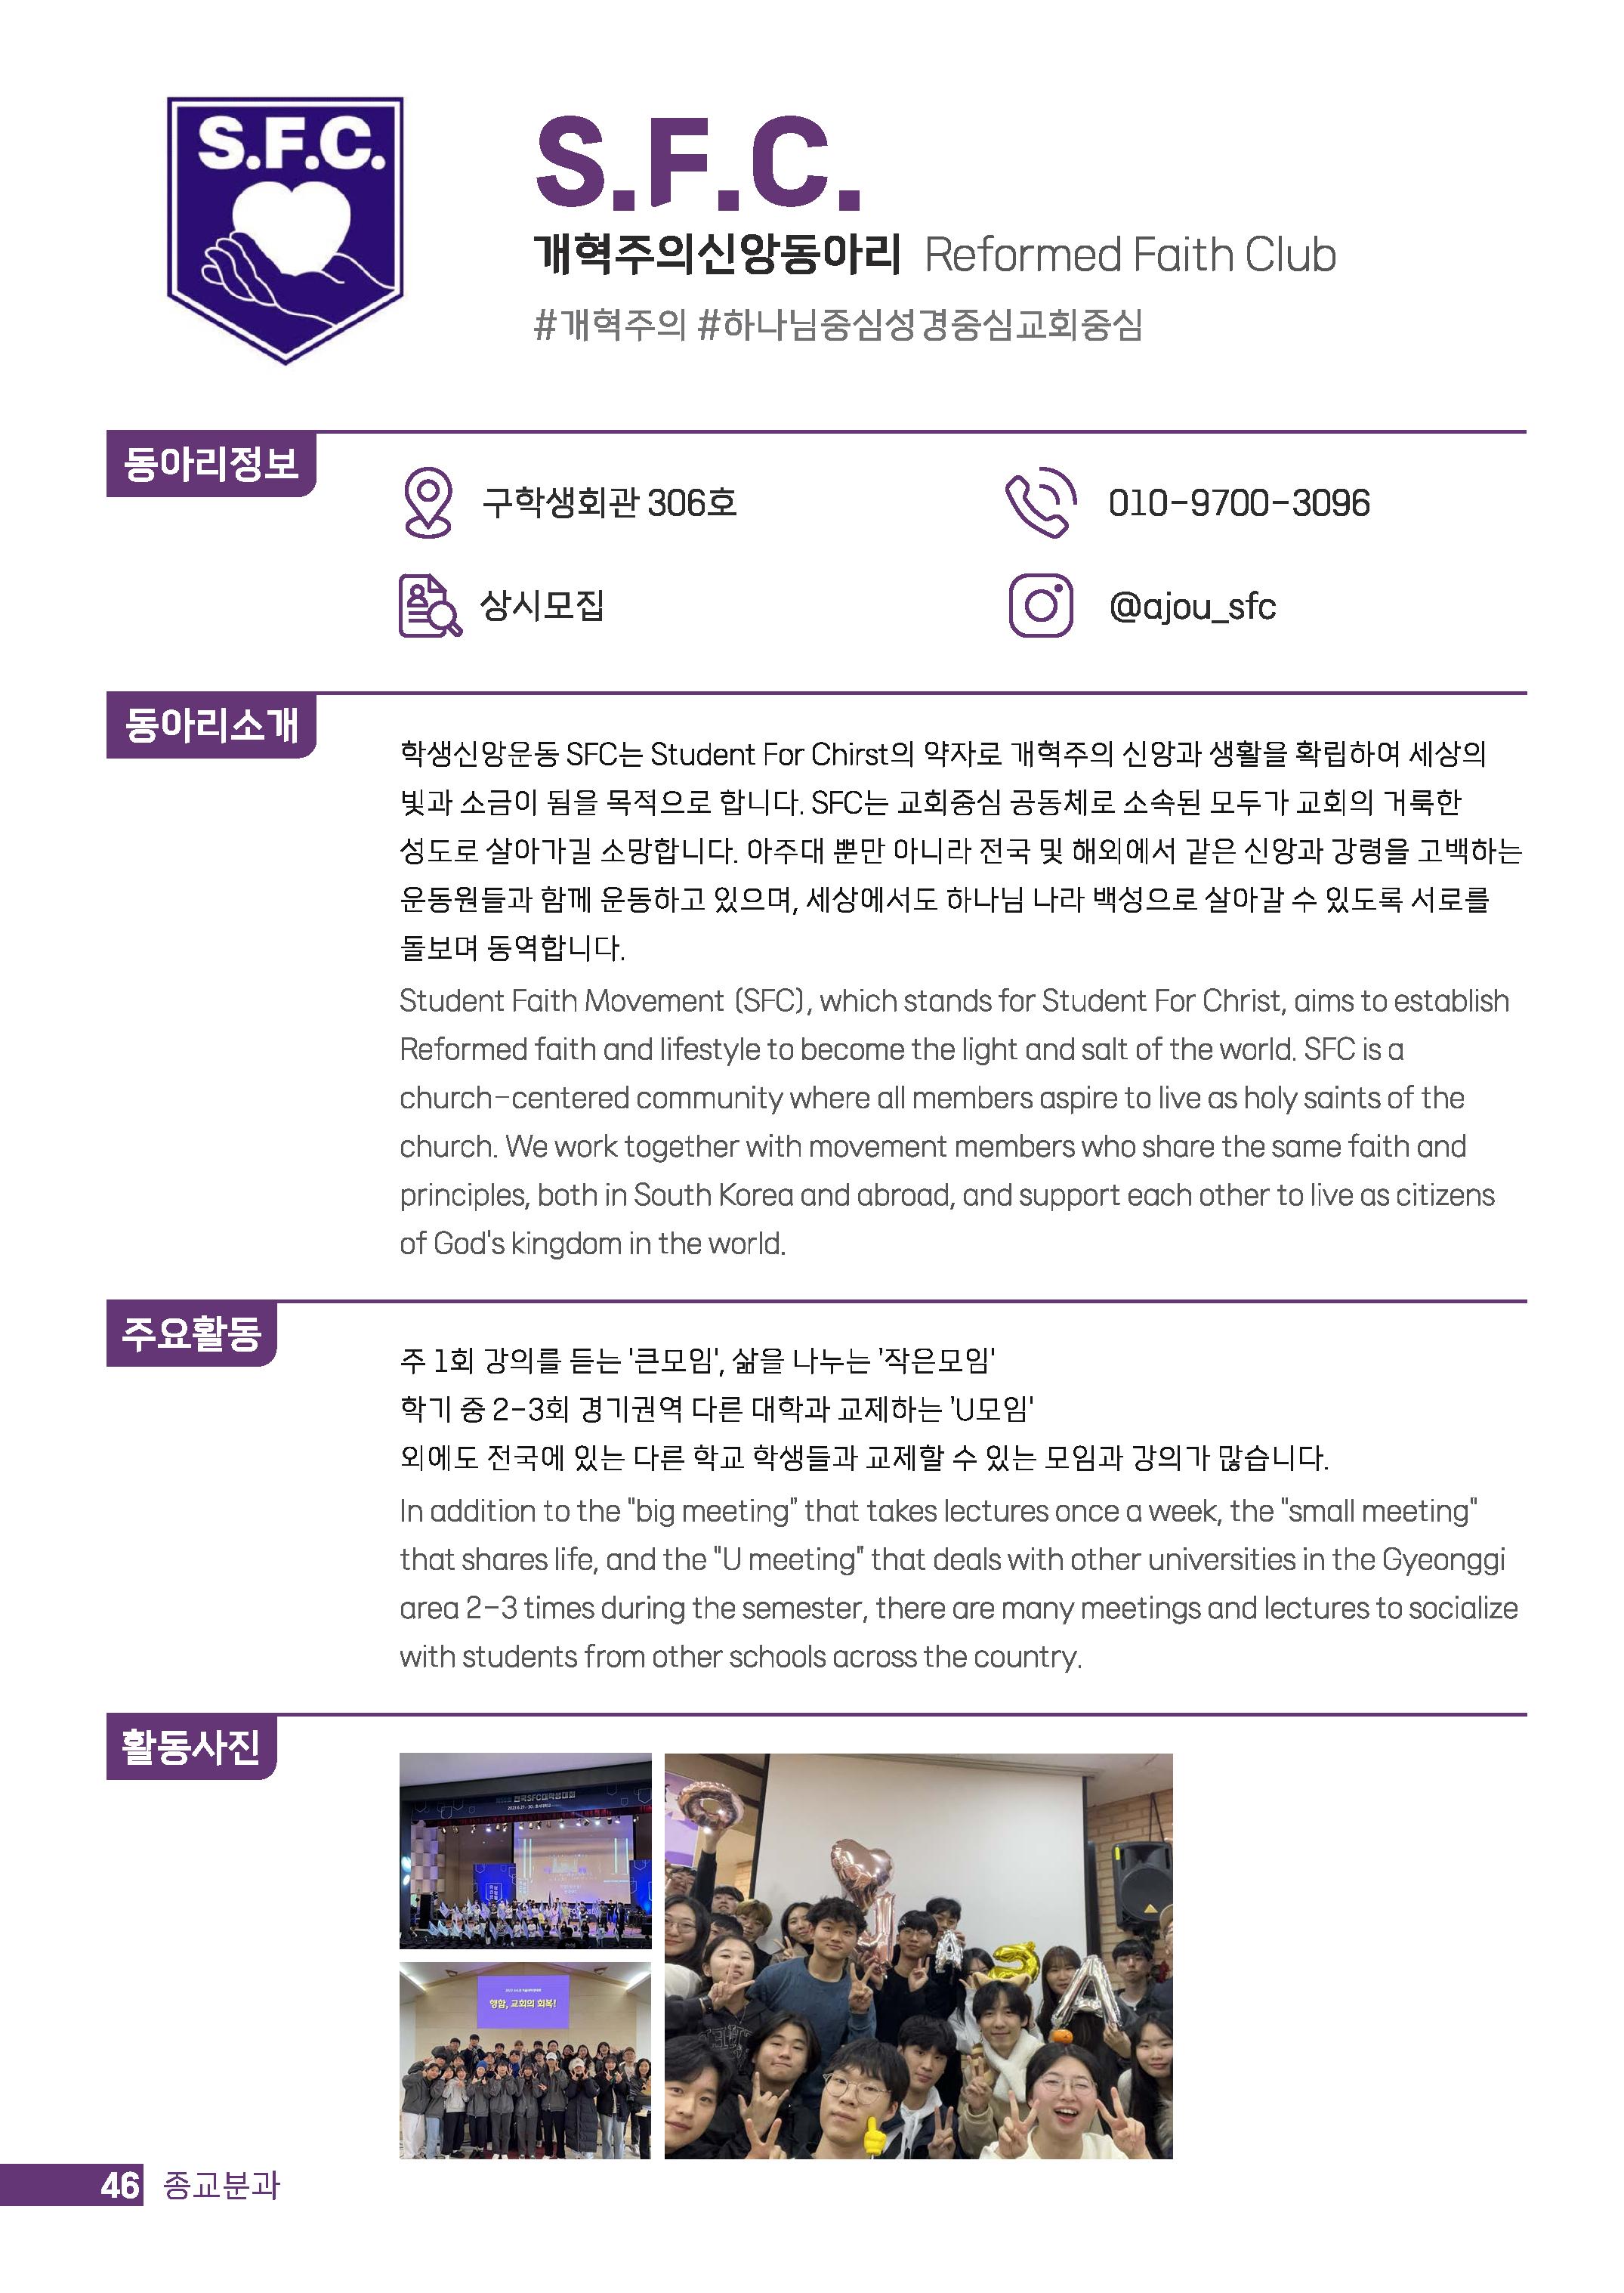 S.F.C.
S.F.C.
개혁주의신앙동아리 Reformed Faith Club
#개혁주의 #하나님중심성경중심교회중심
동아리정보
구학생회관 306호
010-9700-3096
상시모집
@ajou_sfc
동아리소개
학생신앙운동 SFC는 Student For Chirst의 약자로 개혁주의 신앙과 생활을 확립하여 세상의
빛과 소금이 됨을 목적으로 합니다. SFC는 교회중심 공동체로 소속된 모두가 교회의 거룩한
성도로 살아가길 소망합니다. 아주대 뿐만 아니라 전국 및 해외에서 같은 신앙과 강령을 고백하는
운동원들과 함께 운동하고 있으며, 세상에서도 하나님 나라 백성으로 살아갈 수 있도록 서로를
돌보며 동역합니다.
Student Faith Movement (SFC), which stands for Student For Christ, aims to establish
Reformed faith and lifestyle to become the light and salt of the world. SFC is a
church-centered community where all members aspire to live as holy saints of the
church. We work together with movement members who share the same faith and
principles, both in South Korea and abroad, and support each other to live as citizens
of God's kingdom in the world.
주요활동
주 1회 강의를 듣는 '큰모임', 삶을 나누는 '작은모임'
학기 중 2-3회 경기권역 다른 대학과 교제하는 'U모임'
외에도 전국에 있는 다른 학교 학생들과 교제할 수 있는 모임과 강의가 많습니다.
In addition to the "big meeting" that takes lectures once a week, the "small meeting"
that shares life, and the "U meeting" that deals with other universities in the Gyeonggi
area 2-3 times during the semester, there are many meetings and lectures to socialize
with students from other schools across the country.
활동사진
전국SFC대학생대회
행함, 교회의 회복!
46 종교분과